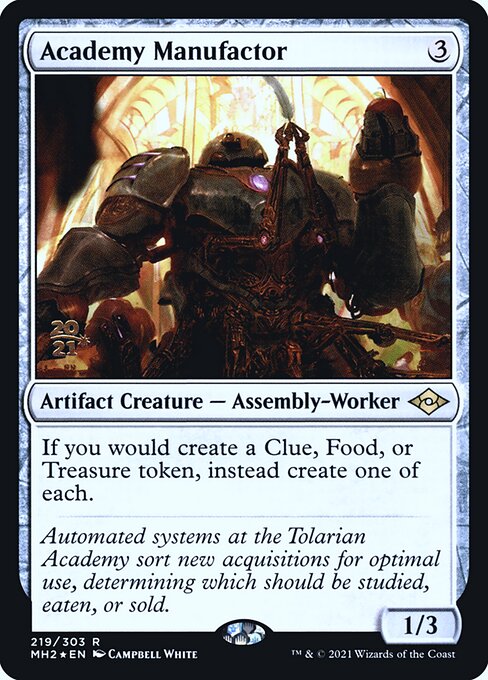 Academy Manufactor 3
20
21*
Artifact Creature — Assembly-Worker
If you would create a Clue, Food, or
Treasure token, instead create one of
each.
Automated systems at the Tolarian
Academy sort new acquisitions for optimal
use, determining which should be studied,
eaten, or sold.
1/3
219/303 R
MH2★EN Campbell White
™ & © 2021 Wizards of the Coast